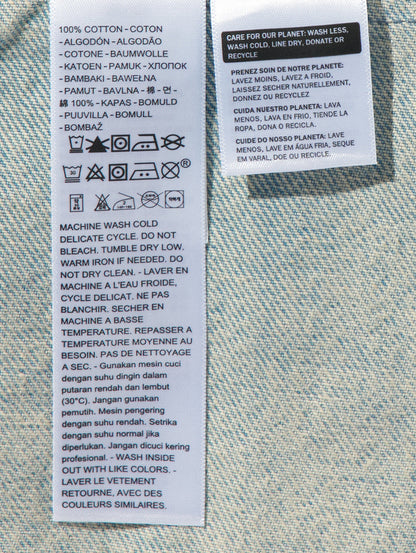 100% COTTON - COTON
- ALGODÓN - ALGODÃO
- COTONE - BAUMWOLLE
- KATOEN - PAMUK - ХЛОПОК
- BAMBAKI - BAWEŁNA
- PAMUT - BAVLNA - 棉 - 면 -
綿 100% - KAPAS - BOMULD
- PUUVILLA - BOMULL
- BOMBAŽ
MACHINE WASH COLD
DELICATE CYCLE. DO NOT
BLEACH. TUMBLE DRY LOW.
WARM IRON IF NEEDED. DO
NOT DRY CLEAN. - LAVER EN
MACHINE A L'EAU FROIDE,
CYCLE DELICAT. NE PAS
BLANCHIR. SECHER EN
MACHINE A BASSE
TEMPERATURE. REPASSER A
TEMPERATURE MOYENNE AU
BESOIN. PAS DE NETTOYAGE
A SEC. - Gunakan mesin cuci
dengan suhu dingin dalam
putaran rendah dan lembut
(30°C). Jangan gunakan
pemutih. Mesin pengering
dengan suhu rendah. Setrika
dengan suhu normal jika
diperlukan. Jangan dicuci kering
profesional. - WASH INSIDE
OUT WITH LIKE COLORS. -
LAVER LE VETEMENT
RETOURNE, AVEC DES
COULEURS SIMILAIRES.
CARE FOR OUR PLANET: WASH LESS,
WASH COLD, LINE DRY, DONATE OR
RECYCLE
PRENEZ SOIN DE NOTRE PLANETE:
LAVEZ MOINS, LAVEZ A FROID,
LAISSEZ SECHER NATURELLEMENT,
DONNEZ OU RECYCLEZ
CUIDA NUESTRO PLANETA: LAVA
MENOS, LAVA EN FRIO, TIENDE LA
ROPA, DONA O RECICLA.
CUIDE DO NOSSO PLANETA: LAVE
MENOS, LAVE EM ÁGUA FRIA, SEQUE
EM VARAL, DOE OU RECICLE.